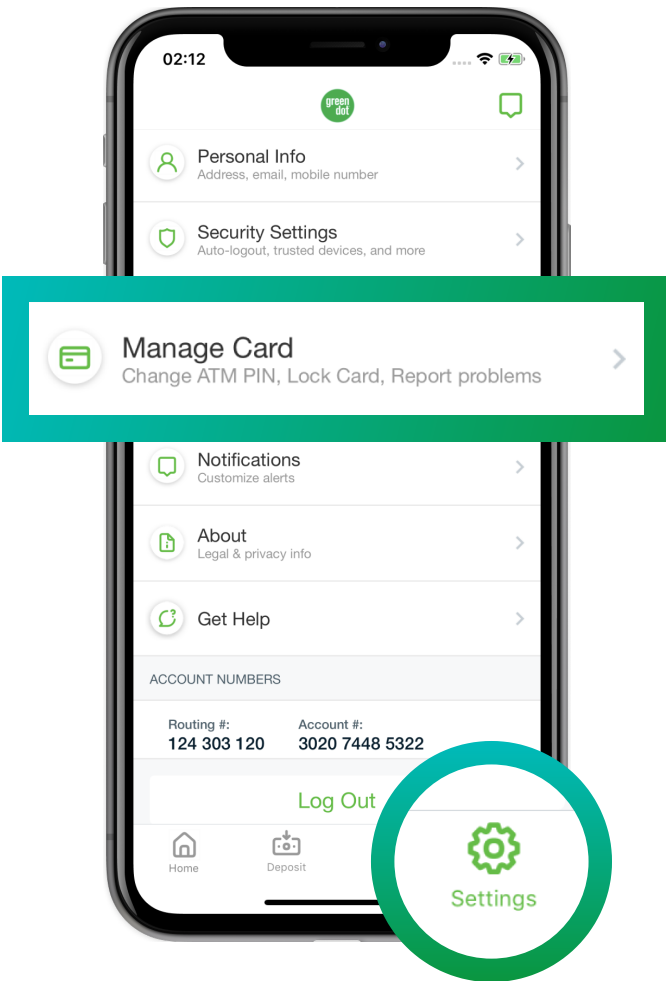 02:12
green
dot
Personal Info
Address, email, mobile number
Security Settings
Auto-logout, trusted devices, and more
Manage Card
Change ATM PIN, Lock Card, Report problems
Notifications
Customize alerts
About
Legal & privacy info
Get Help
ACCOUNT NUMBERS
Routing #: Account #:
124 303 120 3020 7448 5322
Log Out
Home Deposit Settings